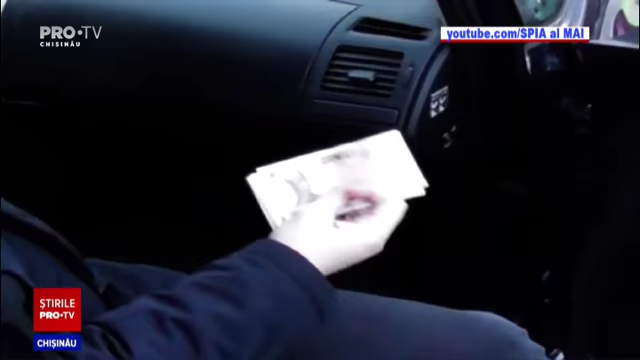 PRO•TV
CHIȘINĂU
youtube.com/SPIA al MAI
ȘTIRILE
PRO•TV
CHIȘINĂU